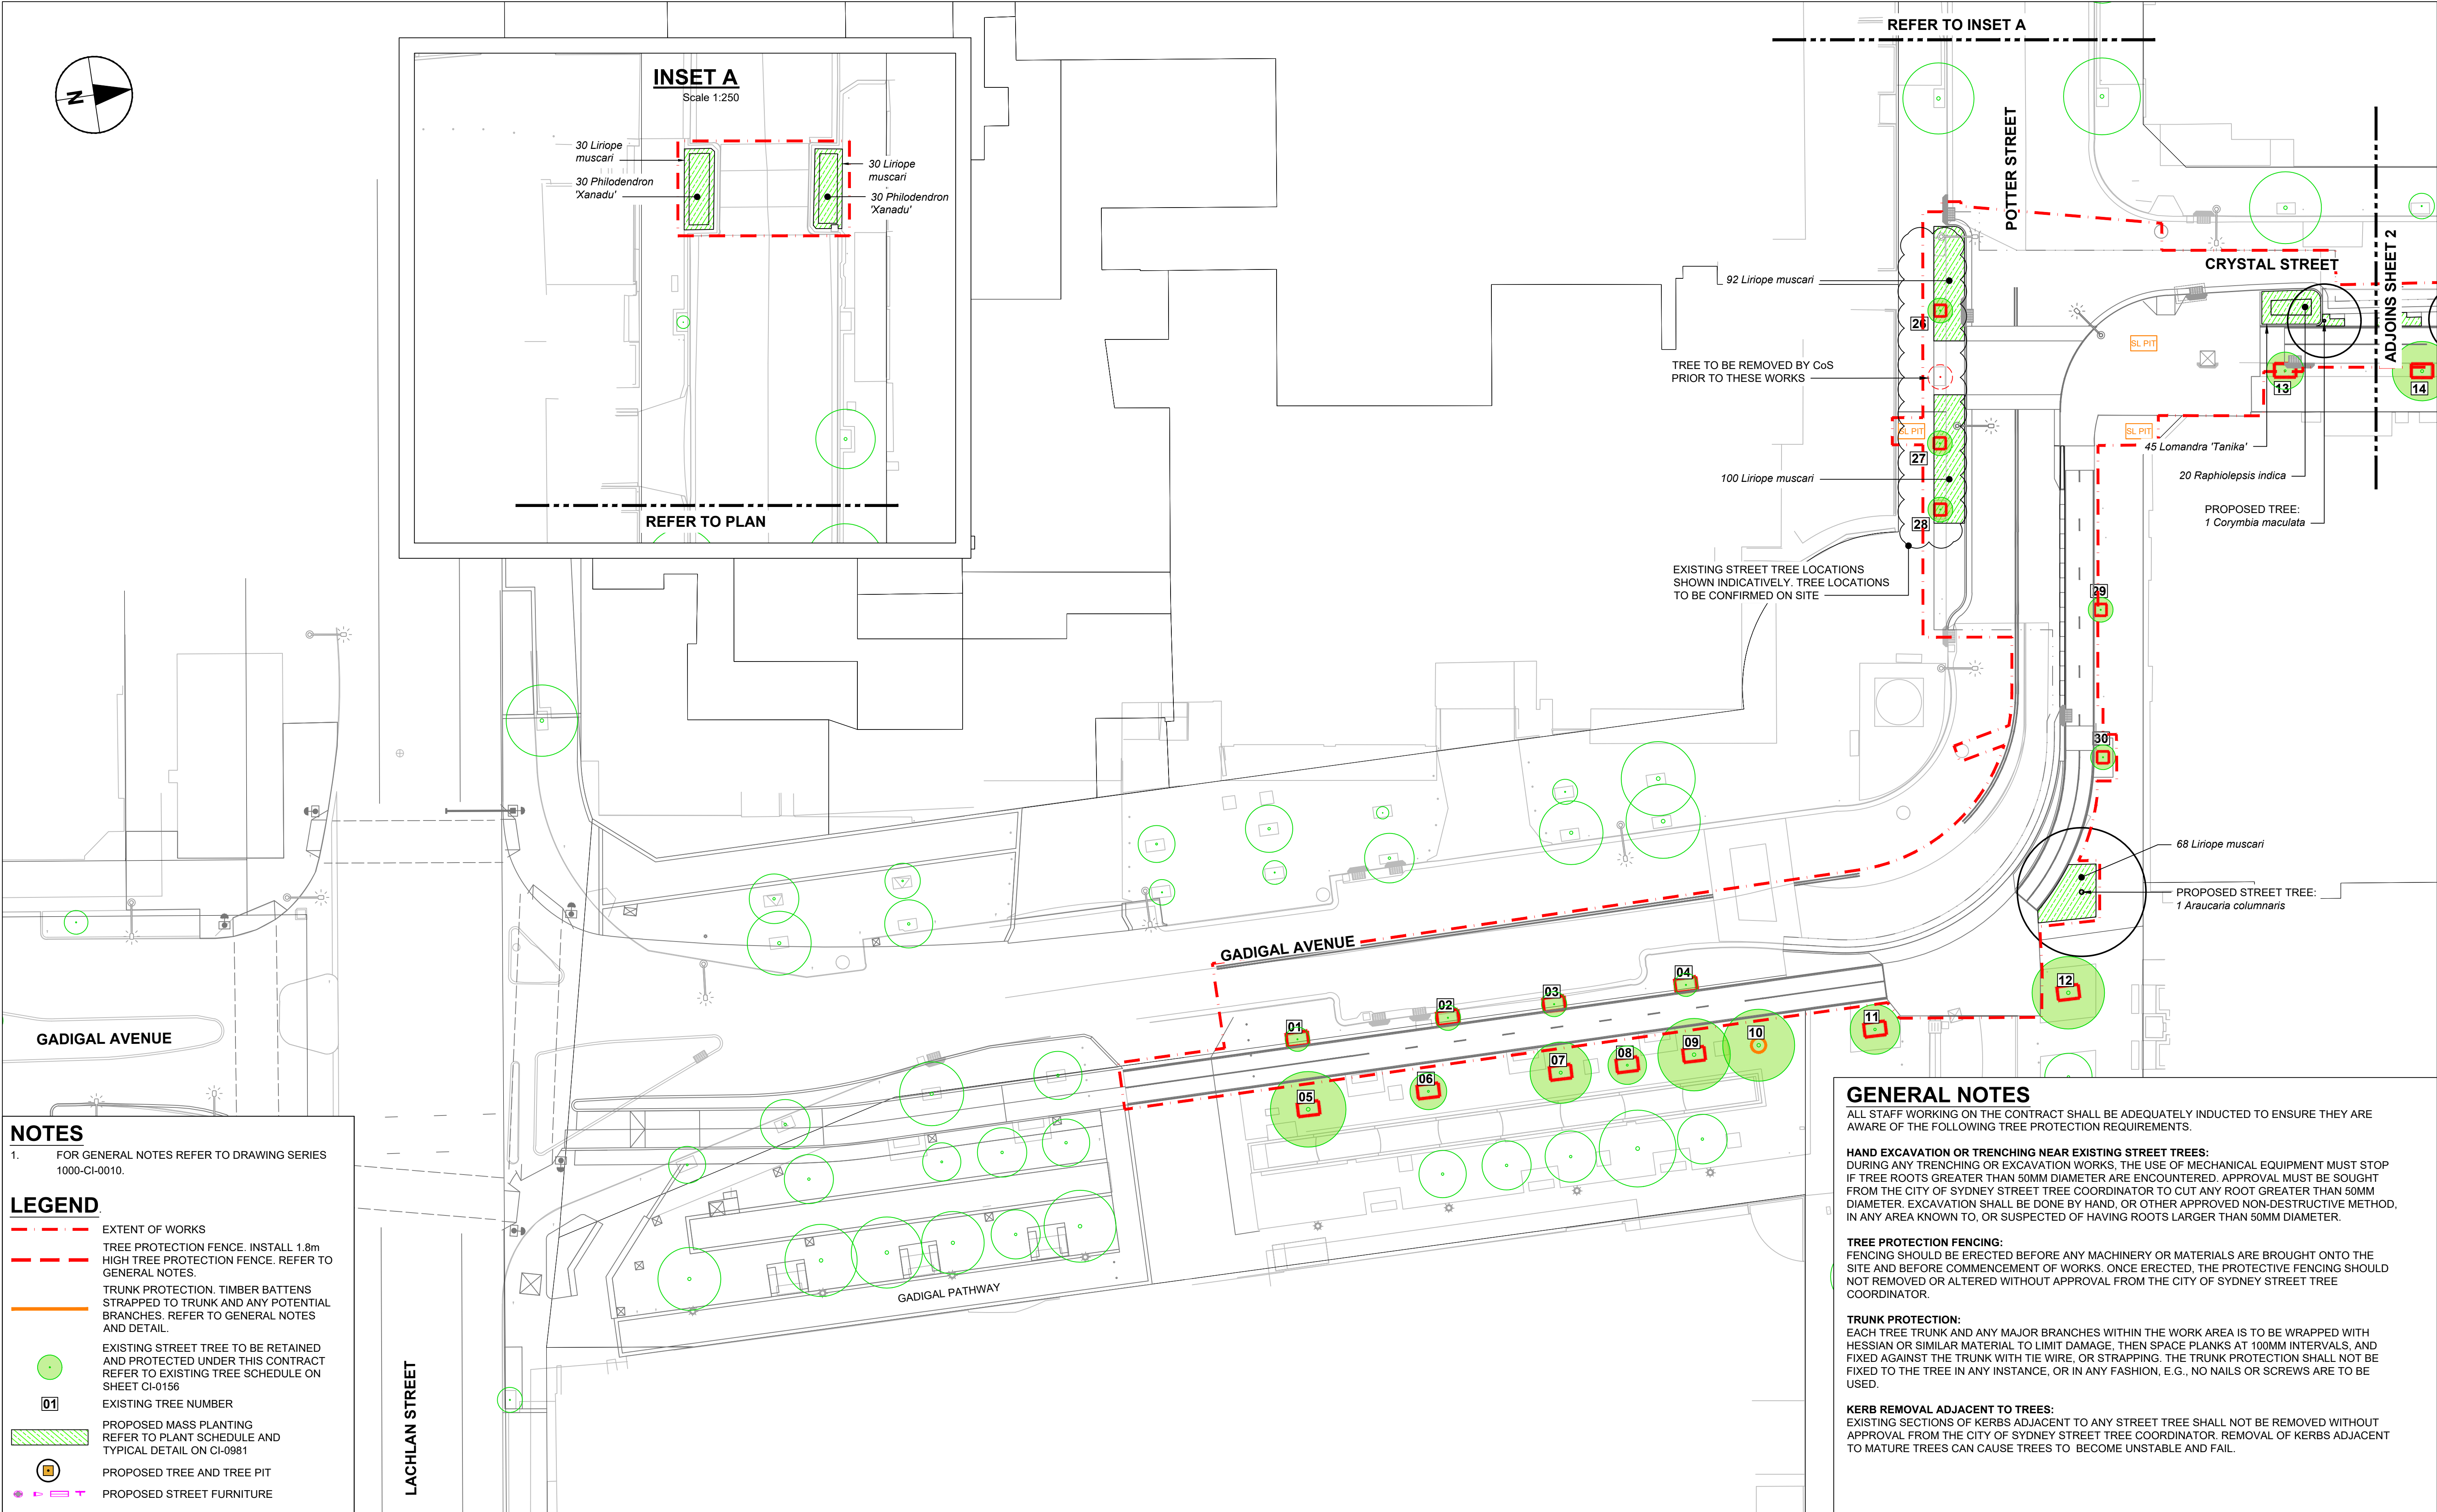 REFER TO INSET A
N
INSET A
Scale 1:250
30 Liriope
muscari
30 Philodendron
'Xanadu'
30 Liriope
muscari
30 Philodendron
'Xanadu'
REFER TO PLAN
POTTER STREET
CRYSTAL STREET
ADJOINS SHEET 2
92 Liriope muscari
26
TREE TO BE REMOVED BY CoS
PRIOR TO THESE WORKS
SL PIT
13
14
SL PIT
SL PIT
27
45 Lomandra 'Tanika'
100 Liriope muscari
20 Raphiolepsis indica
28
PROPOSED TREE:
1 Corymbia maculata
EXISTING STREET TREE LOCATIONS
SHOWN INDICATIVELY. TREE LOCATIONS
TO BE CONFIRMED ON SITE
29
30
68 Liriope muscari
PROPOSED STREET TREE:
1 Araucaria columnaris
GADIGAL AVENUE
01
02
03
04
05
06
07
08
09
10
11
12
GADIGAL AVENUE
GADIGAL PATHWAY
LACHLAN STREET
NOTES
1. FOR GENERAL NOTES REFER TO DRAWING SERIES
1000-CI-0010.
LEGEND
EXTENT OF WORKS
TREE PROTECTION FENCE. INSTALL 1.8m
HIGH TREE PROTECTION FENCE. REFER TO
GENERAL NOTES.
TRUNK PROTECTION. TIMBER BATTENS
STRAPPED TO TRUNK AND ANY POTENTIAL
BRANCHES. REFER TO GENERAL NOTES
AND DETAIL.
EXISTING STREET TREE TO BE RETAINED
AND PROTECTED UNDER THIS CONTRACT
REFER TO EXISTING TREE SCHEDULE ON
SHEET CI-0156
01 EXISTING TREE NUMBER
PROPOSED MASS PLANTING
REFER TO PLANT SCHEDULE AND
TYPICAL DETAIL ON CI-0981
PROPOSED TREE AND TREE PIT
PROPOSED STREET FURNITURE
GENERAL NOTES
ALL STAFF WORKING ON THE CONTRACT SHALL BE ADEQUATELY INDUCTED TO ENSURE THEY ARE
AWARE OF THE FOLLOWING TREE PROTECTION REQUIREMENTS.
HAND EXCAVATION OR TRENCHING NEAR EXISTING STREET TREES:
DURING ANY TRENCHING OR EXCAVATION WORKS, THE USE OF MECHANICAL EQUIPMENT MUST STOP
IF TREE ROOTS GREATER THAN 50MM DIAMETER ARE ENCOUNTERED. APPROVAL MUST BE SOUGHT
FROM THE CITY OF SYDNEY STREET TREE COORDINATOR TO CUT ANY ROOT GREATER THAN 50MM
DIAMETER. EXCAVATION SHALL BE DONE BY HAND, OR OTHER APPROVED NON-DESTRUCTIVE METHOD,
IN ANY AREA KNOWN TO, OR SUSPECTED OF HAVING ROOTS LARGER THAN 50MM DIAMETER.
TREE PROTECTION FENCING:
FENCING SHOULD BE ERECTED BEFORE ANY MACHINERY OR MATERIALS ARE BROUGHT ONTO THE
SITE AND BEFORE COMMENCEMENT OF WORKS. ONCE ERECTED, THE PROTECTIVE FENCING SHOULD
NOT REMOVED OR ALTERED WITHOUT APPROVAL FROM THE CITY OF SYDNEY STREET TREE
COORDINATOR.
TRUNK PROTECTION:
EACH TREE TRUNK AND ANY MAJOR BRANCHES WITHIN THE WORK AREA IS TO BE WRAPPED WITH
HESSIAN OR SIMILAR MATERIAL TO LIMIT DAMAGE, THEN SPACE PLANKS AT 100MM INTERVALS, AND
FIXED AGAINST THE TRUNK WITH TIE WIRE, OR STRAPPING. THE TRUNK PROTECTION SHALL NOT BE
FIXED TO THE TREE IN ANY INSTANCE, OR IN ANY FASHION, E.G., NO NAILS OR SCREWS ARE TO BE
USED.
KERB REMOVAL ADJACENT TO TREES:
EXISTING SECTIONS OF KERBS ADJACENT TO ANY STREET TREE SHALL NOT BE REMOVED WITHOUT
APPROVAL FROM THE CITY OF SYDNEY STREET TREE COORDINATOR. REMOVAL OF KERBS ADJACENT
TO MATURE TREES CAN CAUSE TREES TO BECOME UNSTABLE AND FAIL.